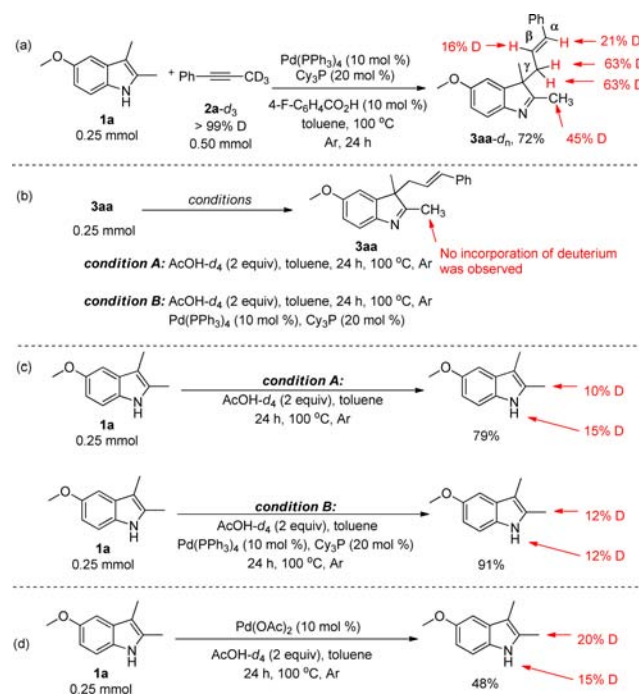 (a)
Ph
α
β
16% D
H
H
21% D
Pd(PPh3)4 (10 mol %)
Cy3P (20 mol %)
4-F-C6H4CO2H (10 mol %)
toluene, 100 °C
Ar, 24 h
O
N
H
1a
0.25 mmol
+
Ph
CD3
2a-d3
> 99% D
0.50 mmol
γ
H
63% D
H
63% D
O
N
CH3
3aa-dn, 72%
45% D
(b)
3aa
0.25 mmol
conditions
O
Ph
N
CH3
3aa
No incorporation of deuterium
was observed
condition A: AcOH-d4 (2 equiv), toluene, 24 h, 100 °C, Ar
condition B: AcOH-d4 (2 equiv), toluene, 24 h, 100 °C, Ar
Pd(PPh3)4 (10 mol %), Cy3P (20 mol %)
(c)
O
N
H
1a
0.25 mmol
condition A:
AcOH-d4 (2 equiv), toluene
24 h, 100 °C, Ar
O
N
H
79%
10% D
15% D
O
N
H
1a
0.25 mmol
condition B:
AcOH-d4 (2 equiv), toluene
Pd(PPh3)4 (10 mol %), Cy3P (20 mol %)
24 h, 100 °C, Ar
O
N
H
91%
12% D
12% D
(d)
O
N
H
1a
0.25 mmol
Pd(OAc)2 (10 mol %)
AcOH-d4 (2 equiv), toluene
24 h, 100 °C, Ar
O
N
H
48%
20% D
15% D